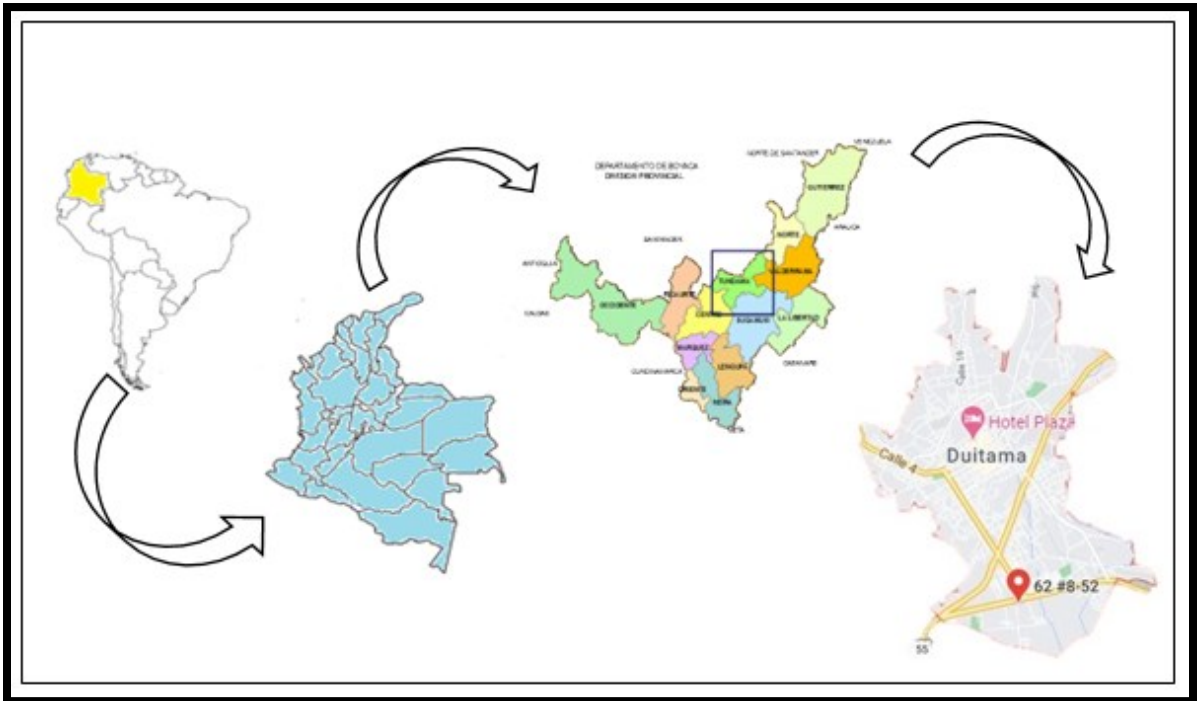 DEPARTAMENTO DE BOYACA
DIVISION PROVINCIAL
VENEZUELA
NORTE DE SANTANDER
GUTIERREZ
ARAUCA
NORTE
SANTANDER
ANTIOQUIA
VALDERRAMA
TUNDAMA
RICAURTE
OCCIDENTE
CENTRO
SUGAMUXI
LA LIBERTAD
CALDAS
MARQUEZ
CASANARE
LENGUPA
CUNDINAMARCA
ORIENTE
NEIRA
META
Calle 18
Hotel Plaza
Calle 4
Duitama
62 #8-52
55